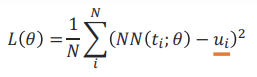 L(θ) = 1/N ∑_i^N (NN(t_i; θ) − u_i)²